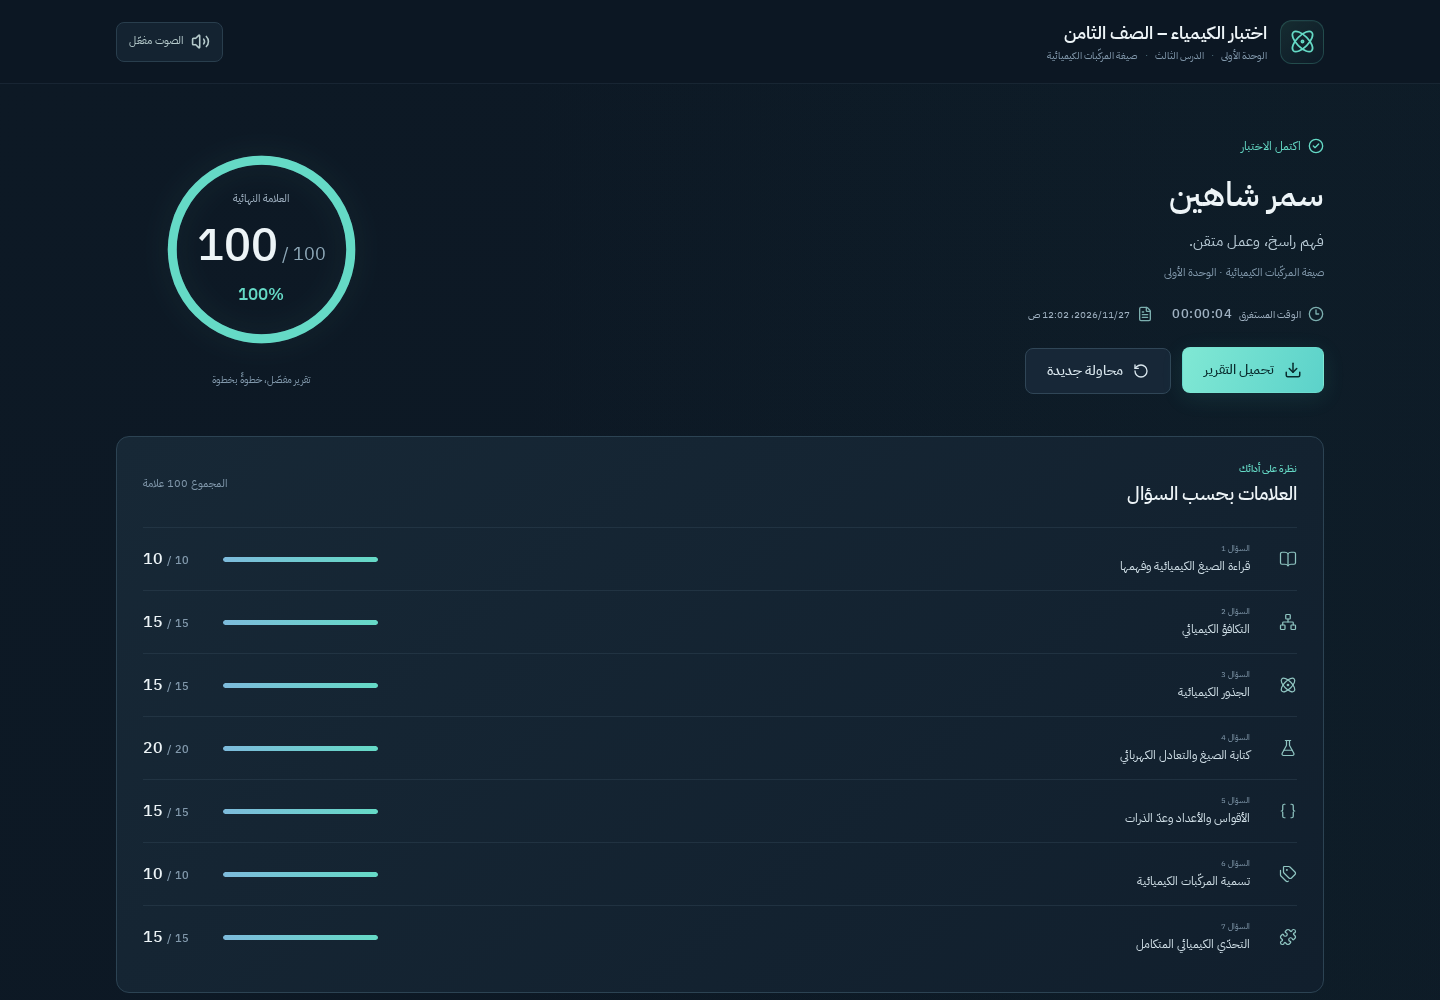 اختبار الكيمياء – الصف الثامن
الوحدة الأولى · الدرس الثالث · صيغة المركّبات الكيميائية
الصوت مفعّل
اكتمل الاختبار
سمر شاهين
فهم راسخ، وعمل متقن.
صيغة المركّبات الكيميائية · الوحدة الأولى
الوقت المستغرق 00:00:04
2026/11/27، 12:02 ص
تحميل التقرير
محاولة جديدة
العلامة النهائية
100 / 100
100%
تقرير مفصّل، خطوةً بخطوة
نظرة على أدائك
العلامات بحسب السؤال
المجموع 100 علامة
السؤال 1
قراءة الصيغ الكيميائية وفهمها
10 / 10
السؤال 2
التكافؤ الكيميائي
15 / 15
السؤال 3
الجذور الكيميائية
15 / 15
السؤال 4
كتابة الصيغ والتعادل الكهربائي
20 / 20
السؤال 5
الأقواس والأعداد وعدّ الذرات
15 / 15
السؤال 6
تسمية المركّبات الكيميائية
10 / 10
السؤال 7
التحدّي الكيميائي المتكامل
15 / 15